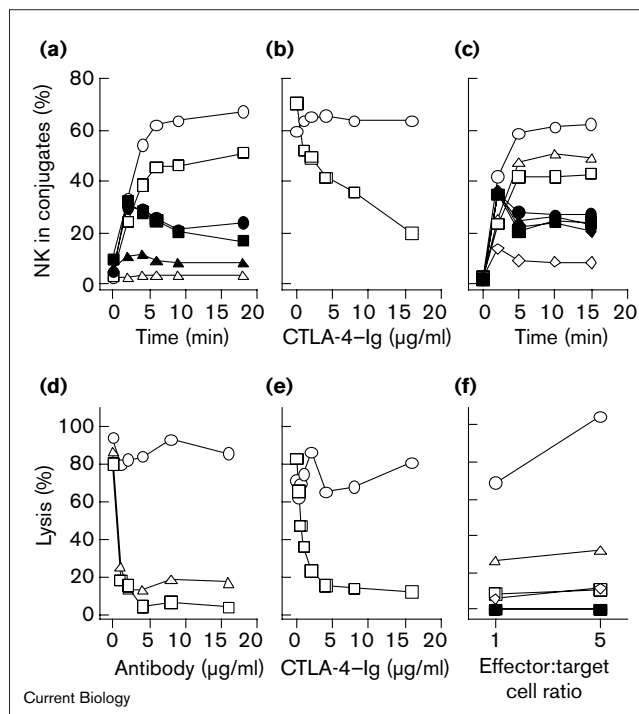 (a)
(b)
(c)
NK in conjugates (%)
80
60
40
20
0
0 5 10 15 20
Time (min)
0 5 10 15 20
CTLA-4–Ig (µg/ml)
0 5 10 15 20
Time (min)
(d)
(e)
(f)
Lysis (%)
100
80
60
40
20
0
0 5 10 15 20
Antibody (µg/ml)
0 5 10 15 20
CTLA-4–Ig (µg/ml)
1 5
Effector:target
cell ratio
Current Biology